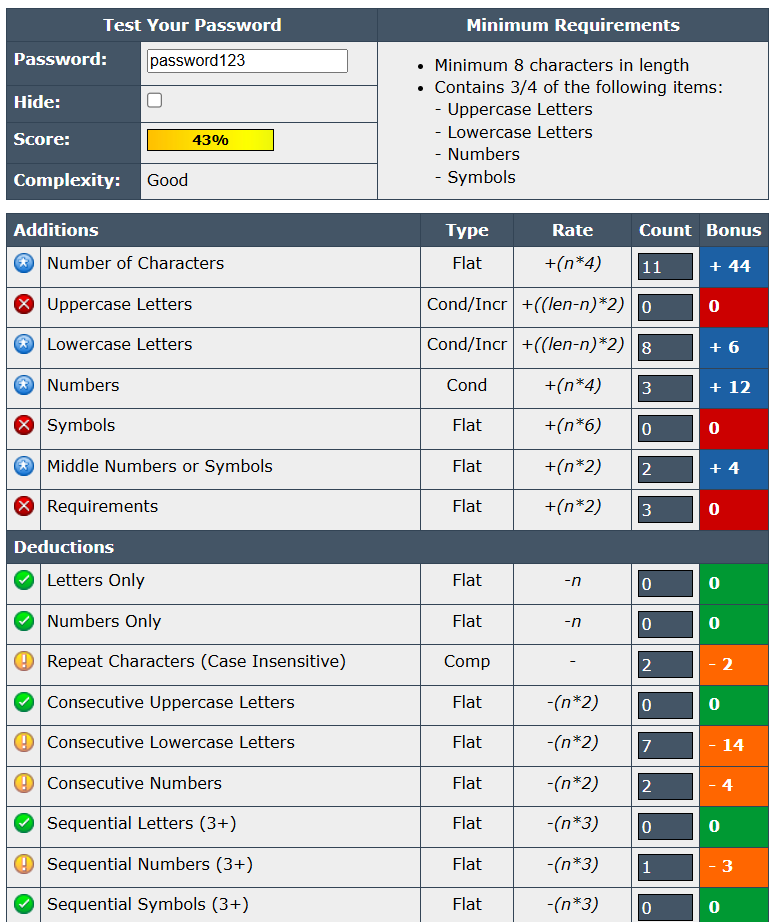 Test Your Password
Minimum Requirements
Password: password123
Hide:
Score: 43%
Complexity: Good
Minimum 8 characters in length
Contains 3/4 of the following items:
- Uppercase Letters
- Lowercase Letters
- Numbers
- Symbols
Additions Type Rate Count Bonus
Number of Characters Flat +(n*4) 11 + 44
Uppercase Letters Cond/Incr +((len-n)*2) 0 0
Lowercase Letters Cond/Incr +((len-n)*2) 8 + 6
Numbers Cond +(n*4) 3 + 12
Symbols Flat +(n*6) 0 0
Middle Numbers or Symbols Flat +(n*2) 2 + 4
Requirements Flat +(n*2) 3 0
Deductions
Letters Only Flat -n 0 0
Numbers Only Flat -n 0 0
Repeat Characters (Case Insensitive) Comp - 2 - 2
Consecutive Uppercase Letters Flat -(n*2) 0 0
Consecutive Lowercase Letters Flat -(n*2) 7 - 14
Consecutive Numbers Flat -(n*2) 2 - 4
Sequential Letters (3+) Flat -(n*3) 0 0
Sequential Numbers (3+) Flat -(n*3) 1 - 3
Sequential Symbols (3+) Flat -(n*3) 0 0